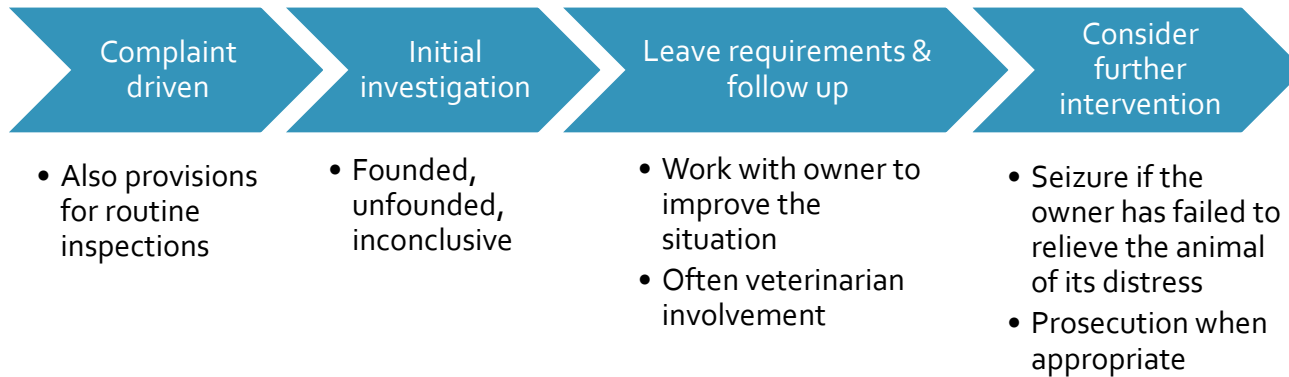 Complaint
driven
• Also provisions
for routine
inspections
Initial
investigation
• Founded,
unfounded,
inconclusive
Leave requirements &
follow up
• Work with owner to
improve the
situation
• Often veterinarian
involvement
Consider
further
intervention
• Seizure if the
owner has failed to
relieve the animal
of its distress
• Prosecution when
appropriate